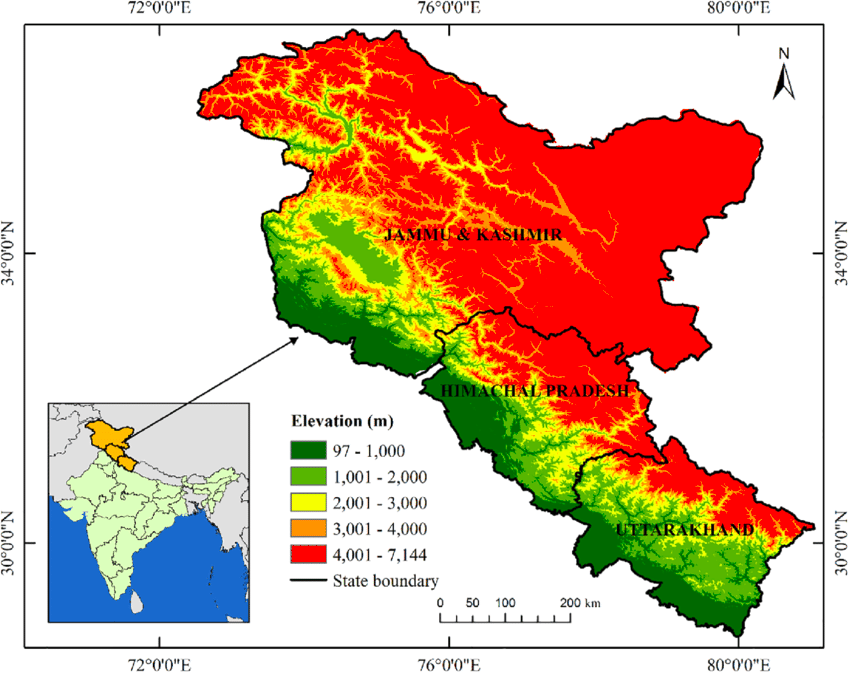 72°0'0"E 76°0'0"E 80°0'0"E
N
34°0'0"N 34°0'0"N
JAMMU & KASHMIR
HIMACHAL PRADESH
Elevation (m)
97 - 1,000
1,001 - 2,000
2,001 - 3,000
3,001 - 4,000
4,001 - 7,144
State boundary
UTTARAKHAND
30°0'0"N 30°0'0"N
0 50 100 200 km
72°0'0"E 76°0'0"E 80°0'0"E